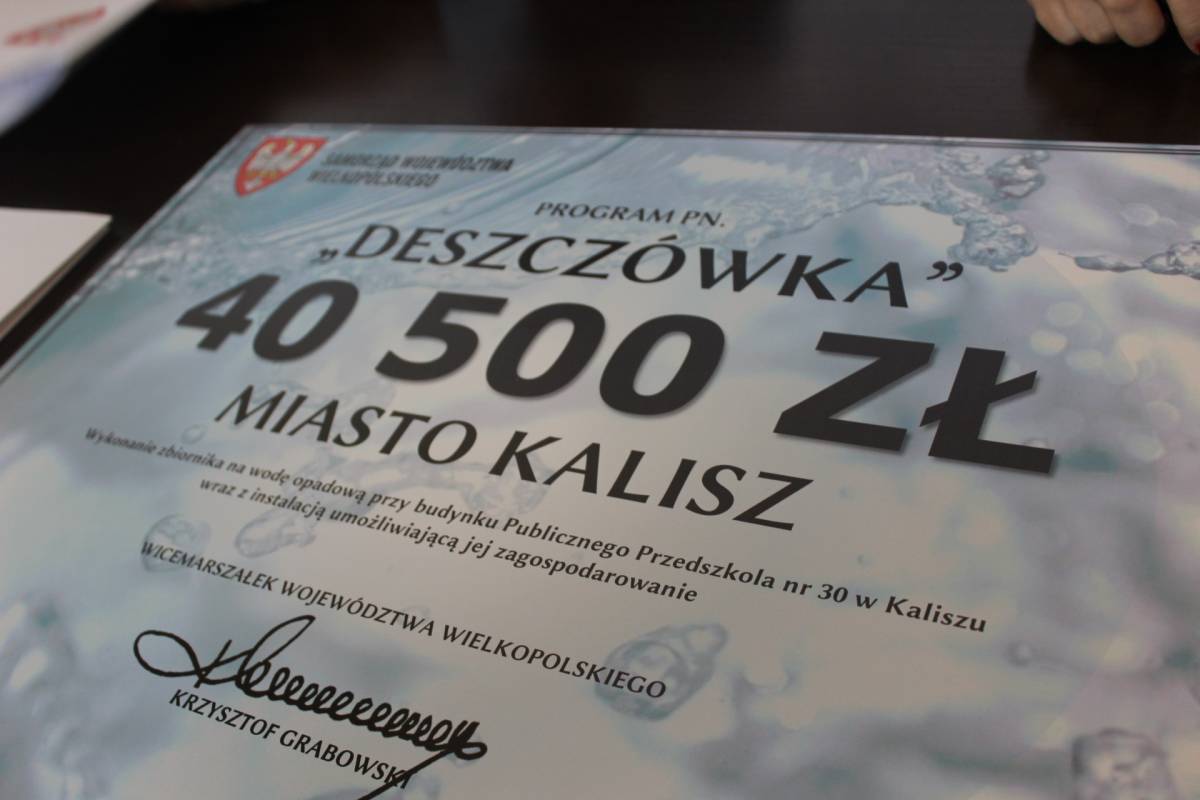 SAMORZĄD WOJEWÓDZTWA
WIELKOPOLSKIEGO
PROGRAM PN.
„DESZCZÓWKA”
40 500 ZŁ
MIASTO KALISZ
Wykonanie zbiornika na wodę opadową przy budynku Publicznego Przedszkola nr 30 w Kaliszu
wraz z instalacją umożliwiającą jej zagospodarowanie
WICEMARSZAŁEK WOJEWÓDZTWA WIELKOPOLSKIEGO
KRZYSZTOF GRABOWSKI